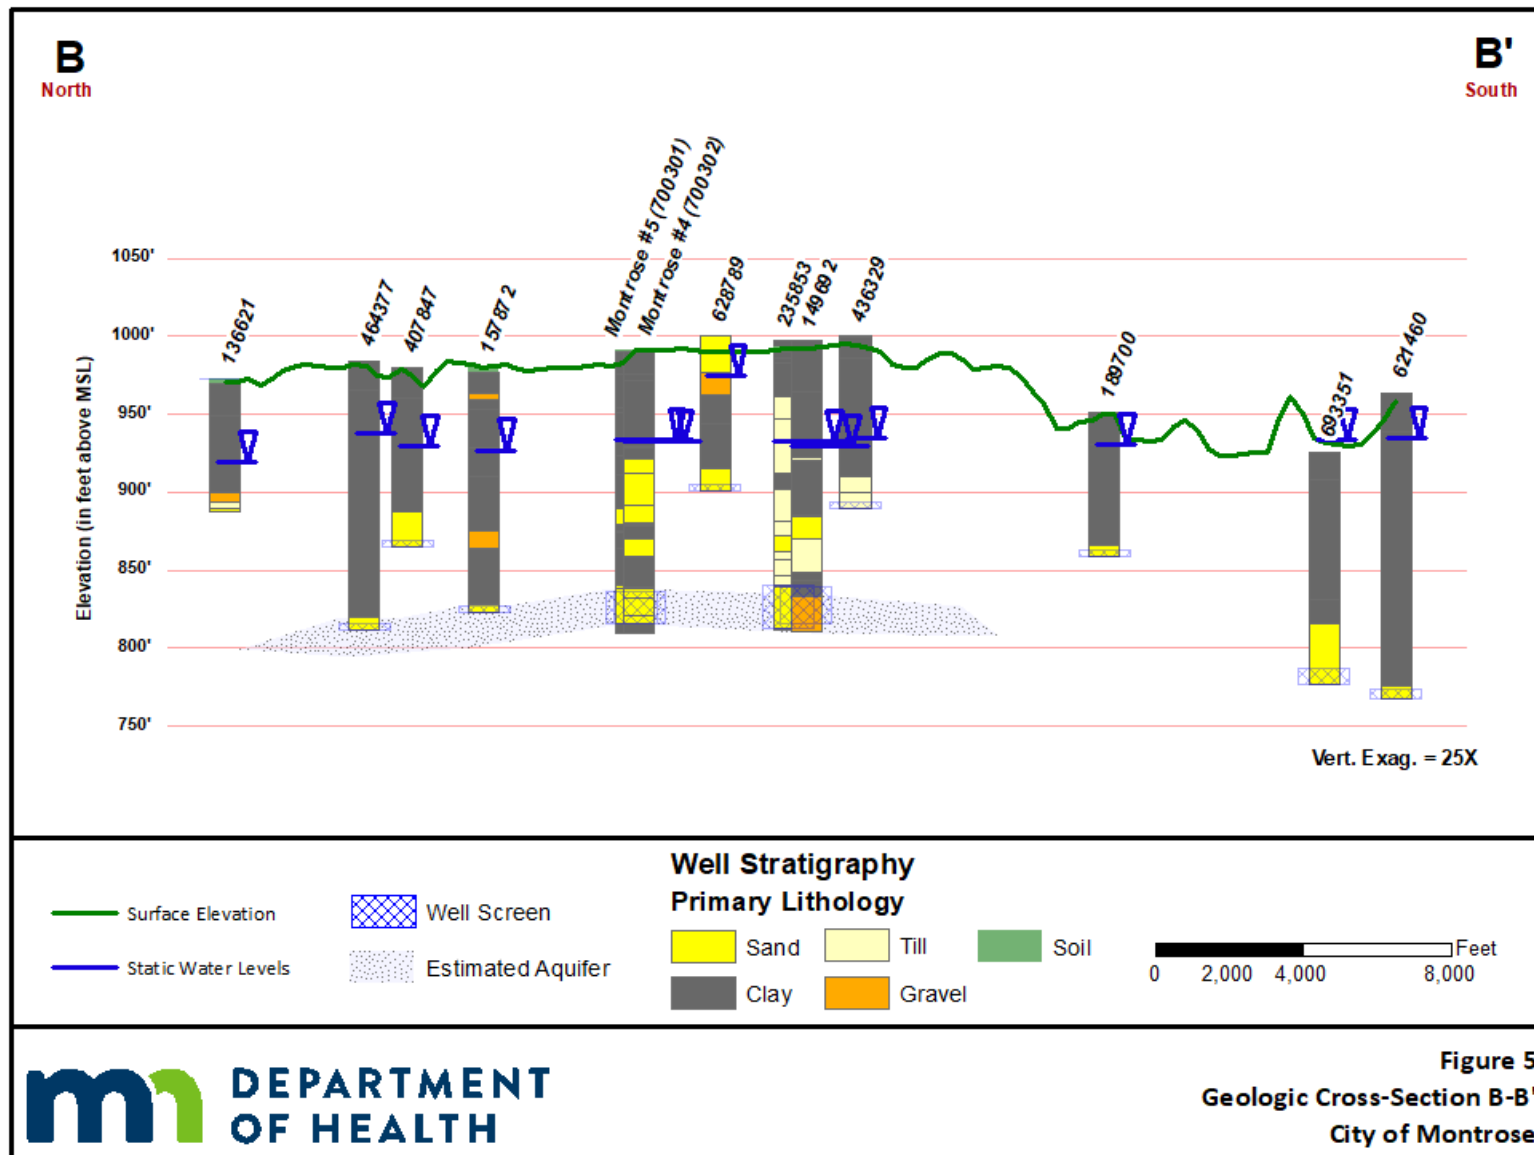 B
North
B'
South
Montrose #5 (700301)
Montrose #4 (700302)
136621
464377
407847
157872
628789
235853
149692
436329
189700
693351
621460
Elevation (in feet above MSL)
1050'
1000'
950'
900'
850'
800'
750'
Vert. Exag. = 25X
Well Stratigraphy
Primary Lithology
Surface Elevation
Well Screen
Sand
Till
Soil
Static Water Levels
Estimated Aquifer
Clay
Gravel
Feet
0 2,000 4,000 8,000
DEPARTMENT
OF HEALTH
Figure 5
Geologic Cross-Section B-B'
City of Montrose